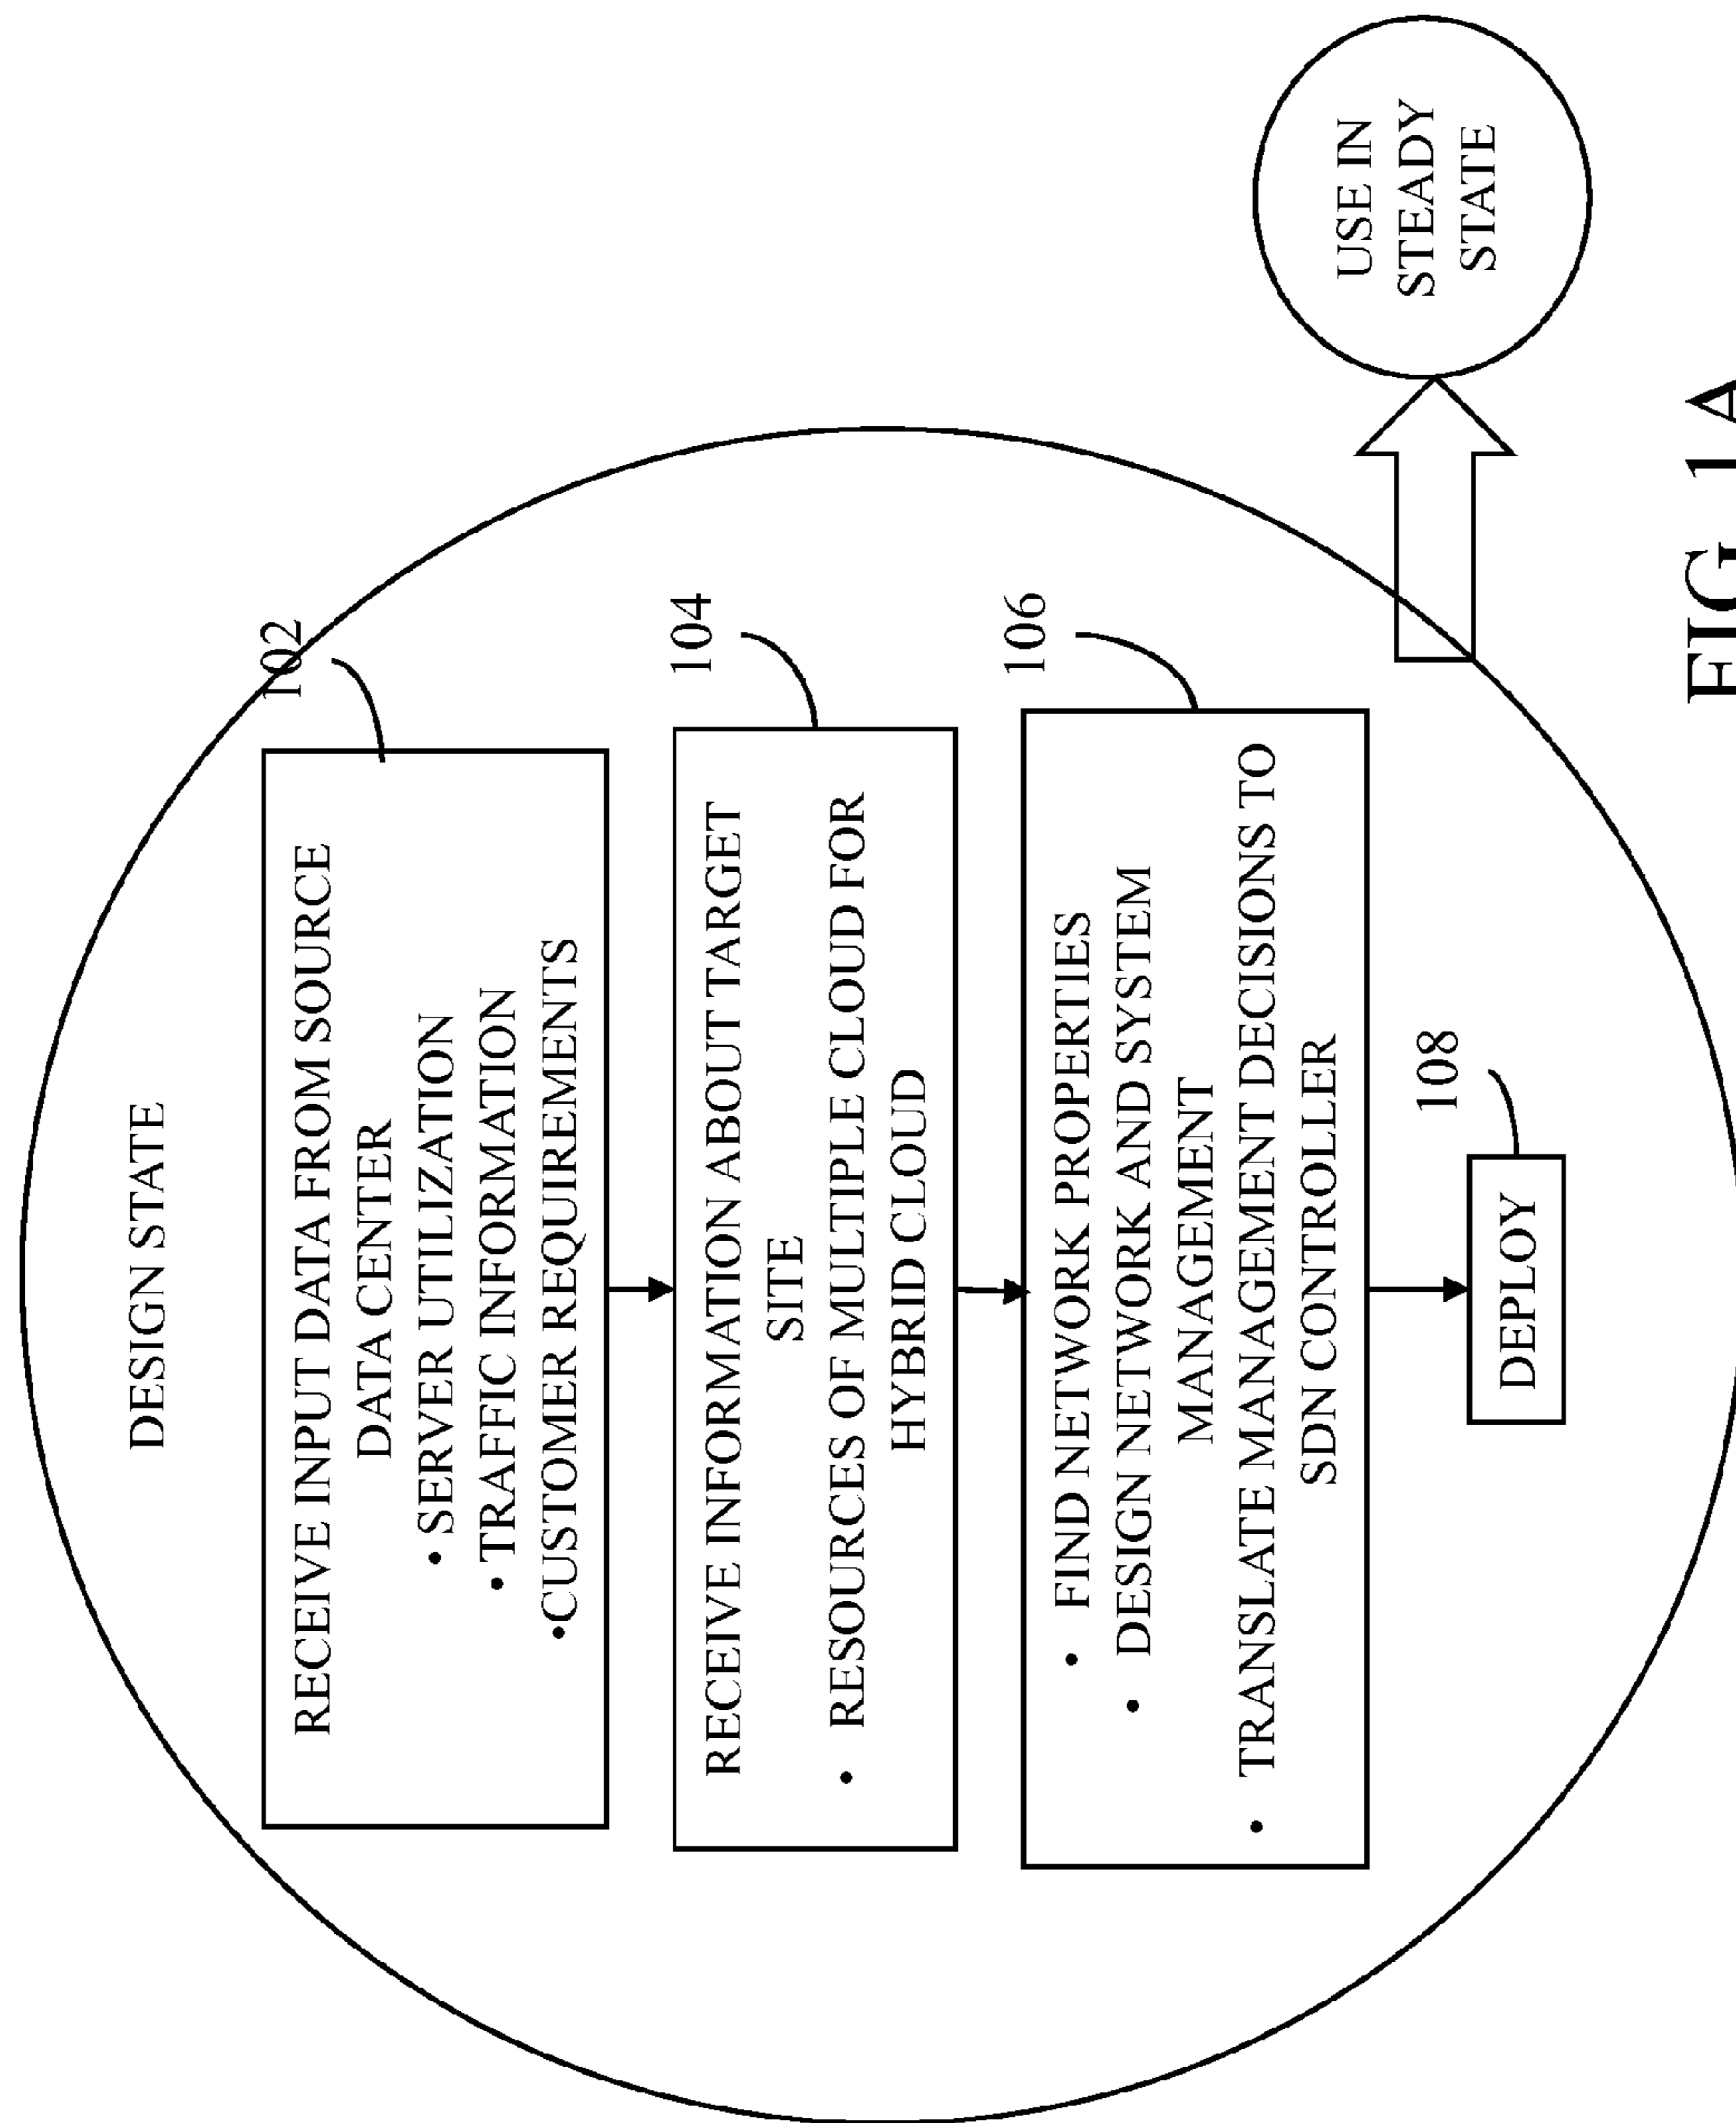 DESIGN STATE
102
RECEIVE INPUT DATA FROM SOURCE
DATA CENTER
• SERVER UTILIZATION
• TRAFFIC INFORMATION
•CUSTOMER REQUIREMENTS
104
RECEIVE INFORMATION ABOUT TARGET
SITE
• RESOURCES OF MULTIPLE CLOUD FOR
HYBRID CLOUD
106
• FIND NETWORK PROPERTIES
• DESIGN NETWORK AND SYSTEM
MANAGEMENT
• TRANSLATE MANAGEMENT DECISIONS TO
SDN CONTROLLER
108
DEPLOY
USE IN
STEADY
STATE
FIG 1A